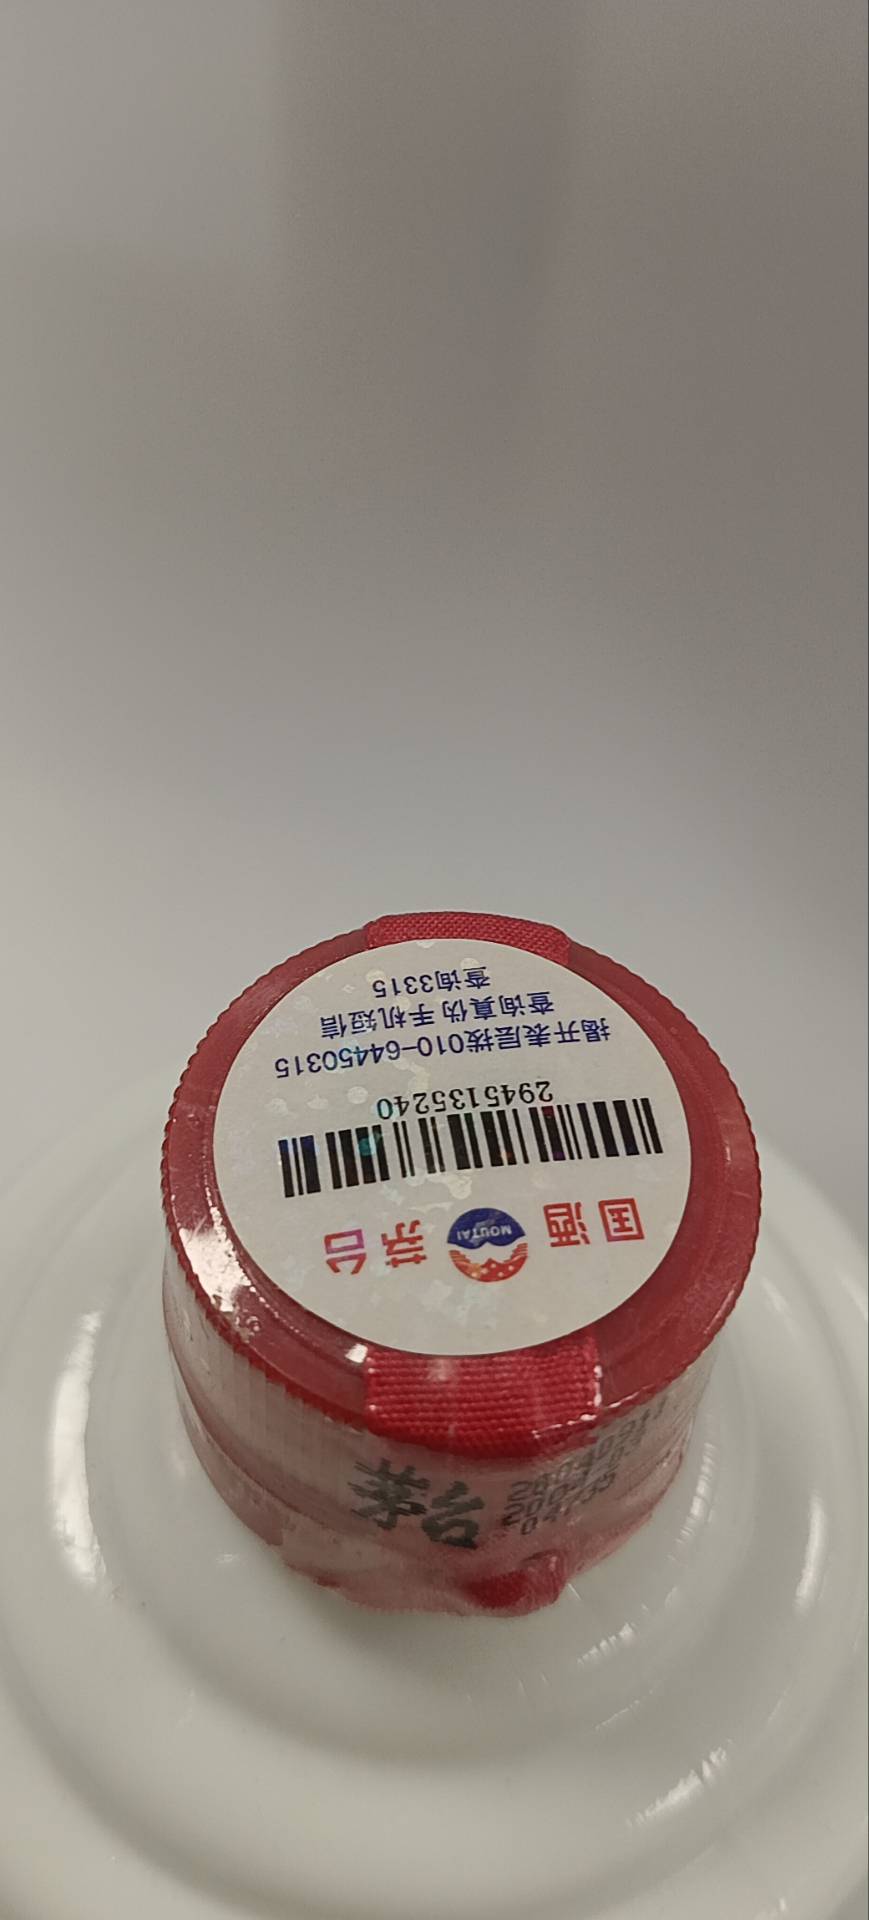 国酒 MOUTAI 茅台
2945135240
揭开表层拨010-64450315
查询真伪 手机短信
查询3315
茅台